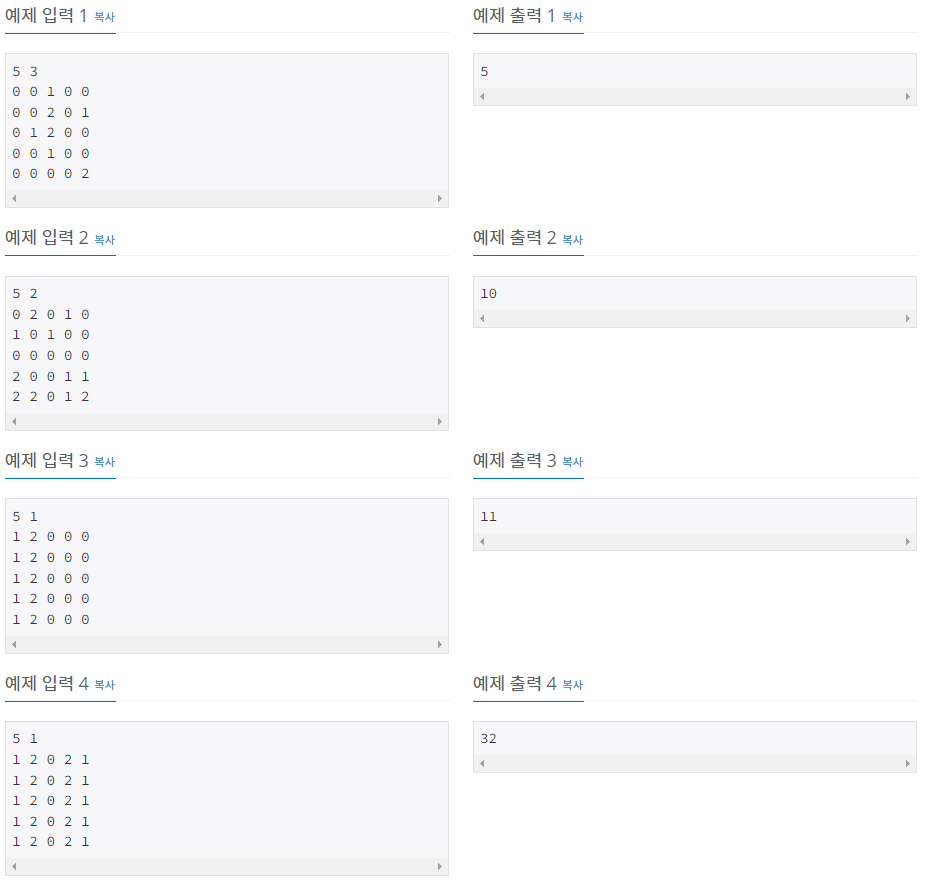 예제 입력 1 복사
5 3
0 0 1 0 0
0 0 2 0 1
0 1 2 0 0
0 0 1 0 0
0 0 0 0 2
예제 출력 1 복사
5
예제 입력 2 복사
5 2
0 2 0 1 0
1 0 1 0 0
0 0 0 0 0
2 0 0 1 1
2 2 0 1 2
예제 출력 2 복사
10
예제 입력 3 복사
5 1
1 2 0 0 0
1 2 0 0 0
1 2 0 0 0
1 2 0 0 0
1 2 0 0 0
예제 출력 3 복사
11
예제 입력 4 복사
5 1
1 2 0 2 1
1 2 0 2 1
1 2 0 2 1
1 2 0 2 1
1 2 0 2 1
예제 출력 4 복사
32